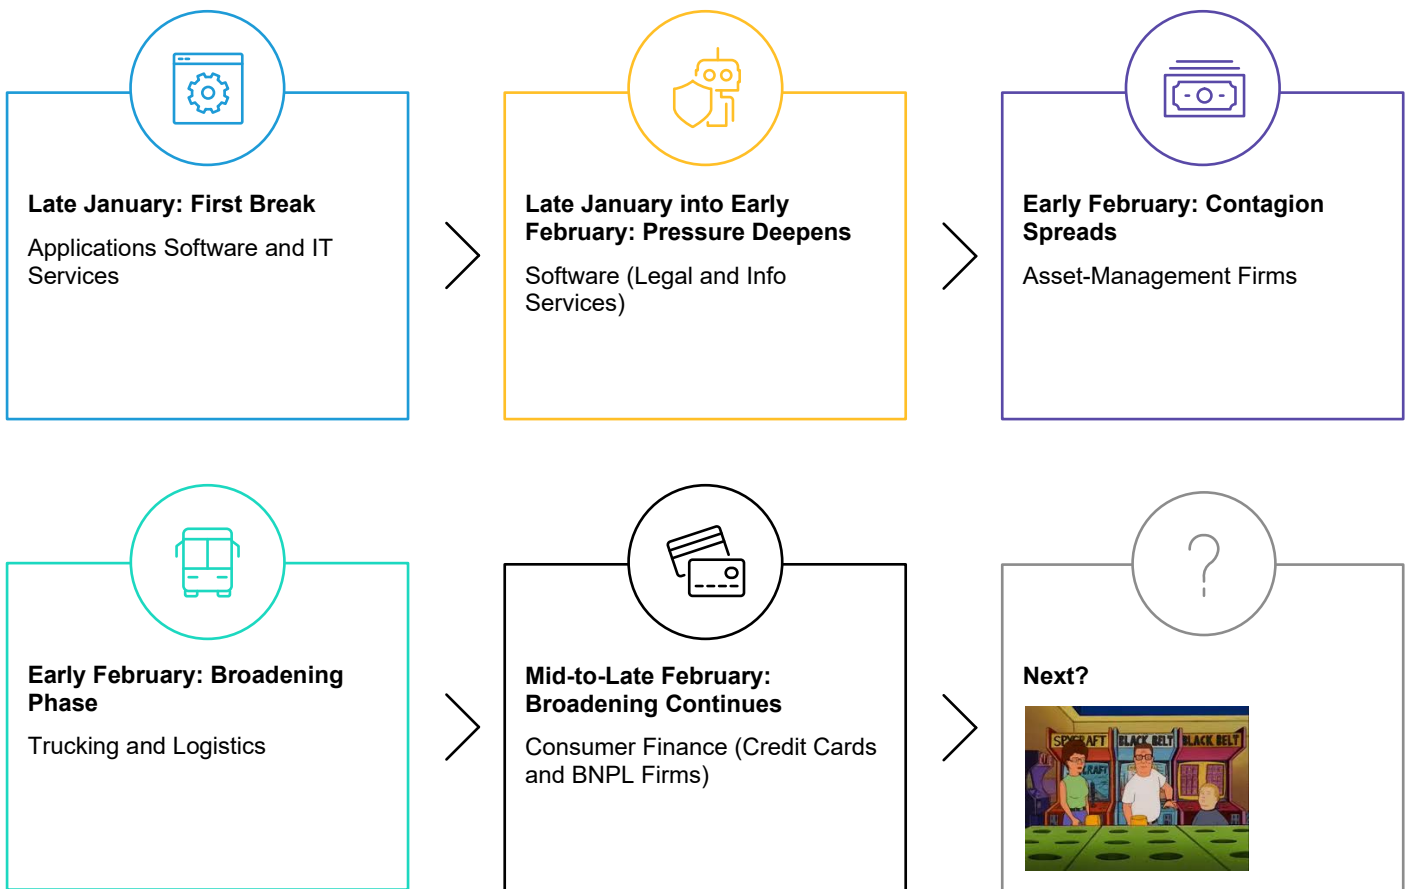 Late January: First Break
Applications Software and IT
Services
Late January into Early
February: Pressure Deepens
Software (Legal and Info
Services)
Early February: Contagion
Spreads
Asset-Management Firms
Early February: Broadening
Phase
Trucking and Logistics
Mid-to-Late February:
Broadening Continues
Consumer Finance (Credit Cards
and BNPL Firms)
Next?
BLACK BELT
BLACK BELT